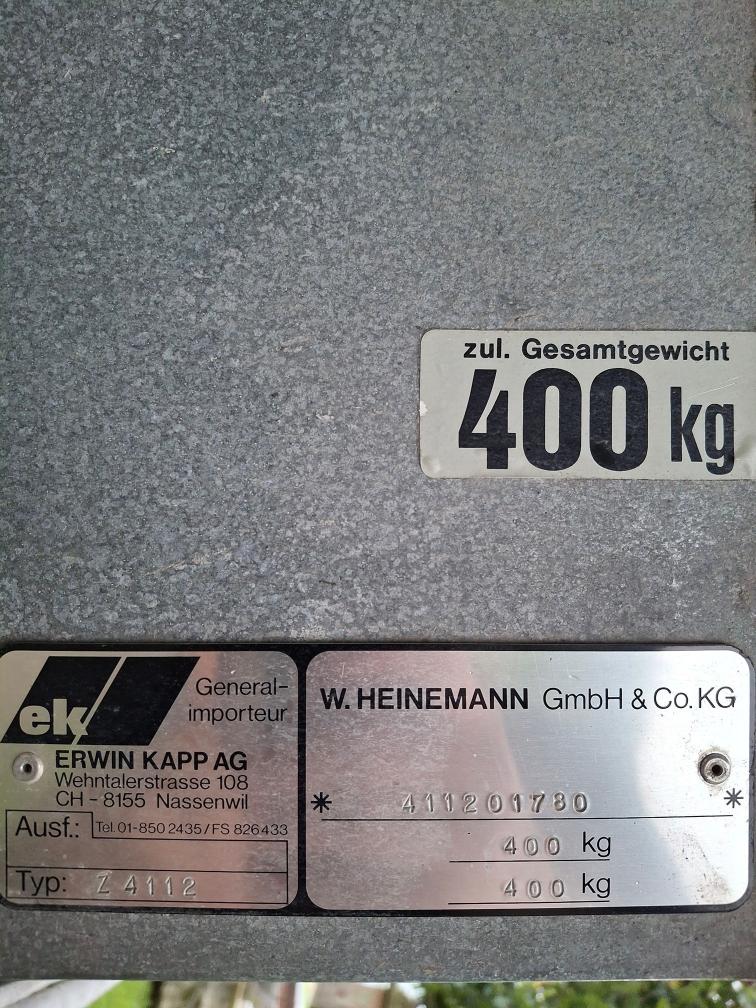 zul. Gesamtgewicht
400 kg
ek
General-
importeur
ERWIN KAPP AG
Wehntalerstrasse 108
CH-8155 Nassenwil
Ausf.: Tel. 01-850 2435/FS 826433
Typ: Z 4112
W. HEINEMANN GmbH & Co. KG
* 411201780 *
400 kg
400 kg